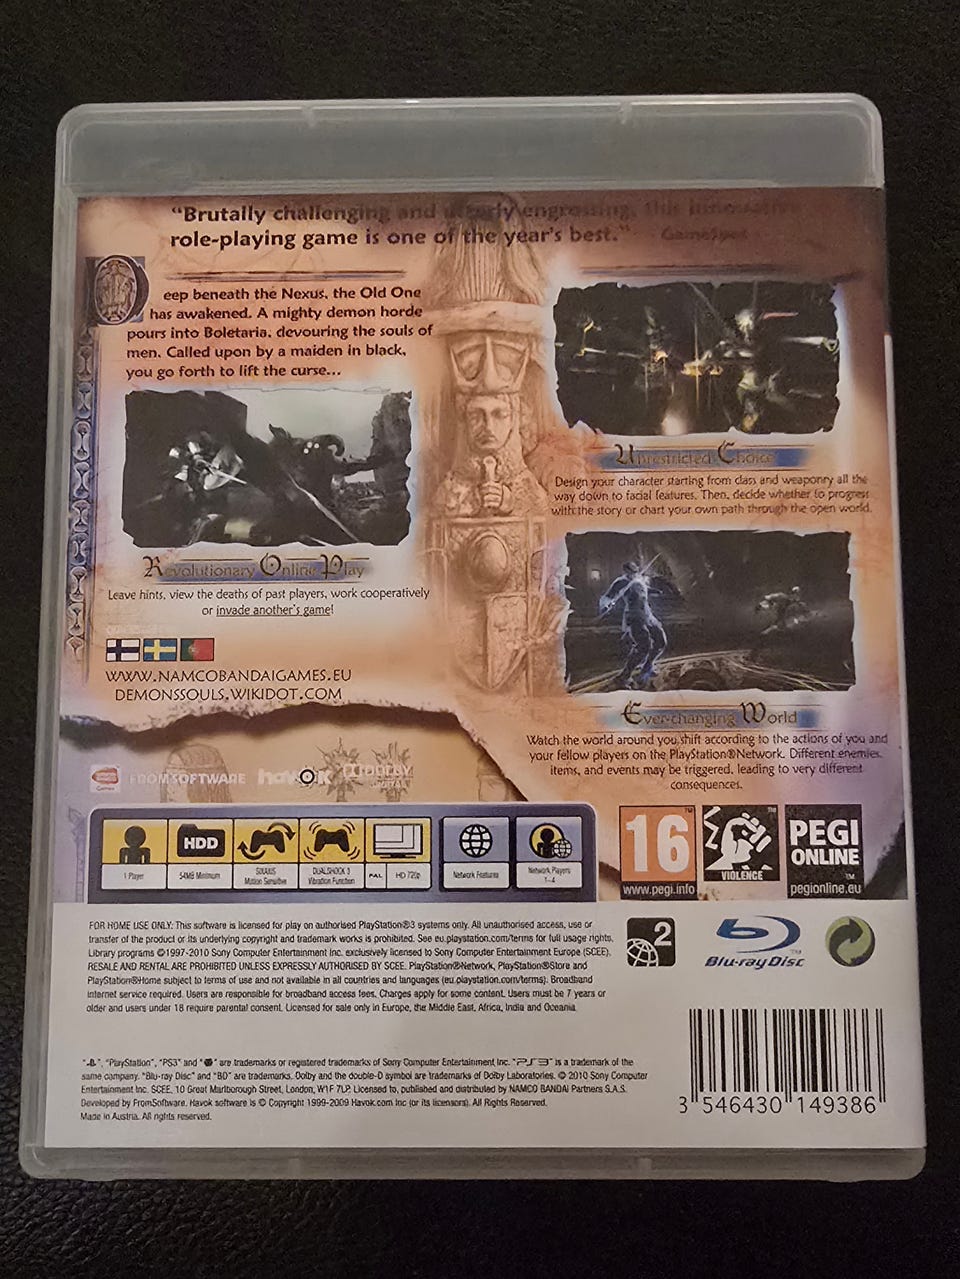 "Brutally challenging and utterly engrossing, this innovative
role-playing game is one of the year's best." GameSpot
Deep beneath the Nexus, the Old One
has awakened. A mighty demon horde
pours into Boletaria, devouring the souls of
men. Called upon by a maiden in black,
you go forth to lift the curse...
Revolutionary Online Play
Leave hints, view the deaths of past players, work cooperatively
or invade another's game!
WWW.NAMCOBANDAIGAMES.EU
DEMONSSOULS.WIKIDOT.COM
Unrestricted Choice
Design your character starting from class and weaponry all the
way down to facial features. Then, decide whether to progress
with the story or chart your own path through the open world.
Ever-changing World
Watch the world around you shift according to the actions of you and
your fellow players on the PlayStation®Network. Different enemies,
items, and events may be triggered, leading to very different
consequences.
FROMSOFTWARE havok DOLBY
DIGITAL
HDD
1 Player
54MB Minimum
SIXAXIS
Motion Sensitive
DUALSHOCK 3
Vibration Function
PAL HD 720p
Network Features
Network Players
1-4
16
www.pegi.info
VIOLENCE
PEGI
ONLINE
pegionline.eu
FOR HOME USE ONLY: This software is licensed for play on authorised PlayStation®3 systems only. All unauthorised access, use or
transfer of the product or its underlying copyright and trademark works is prohibited. See eu.playstation.com/terms for full usage rights.
Library programs ©1997-2010 Sony Computer Entertainment Inc. exclusively licensed to Sony Computer Entertainment Europe (SCEE).
RESALE AND RENTAL ARE PROHIBITED UNLESS EXPRESSLY AUTHORISED BY SCEE. PlayStation®Network, PlayStation®Store and
PlayStation®Home subject to terms of use and not available in all countries and languages (eu.playstation.com/terms). Broadband
internet service required. Users are responsible for broadband access fees. Charges apply for some content. Users must be 7 years or
older and users under 18 require parental consent. Licensed for sale only in Europe, the Middle East, Africa, India and Oceania.
2
Blu-ray Disc
"PlayStation", "PS3" and are trademarks or registered trademarks of Sony Computer Entertainment Inc. "PS3" is a trademark of the
same company. "Blu-ray Disc" and "BD" are trademarks. Dolby and the double-D symbol are trademarks of Dolby Laboratories. © 2010 Sony Computer
Entertainment Inc. SCEE, 10 Great Marlborough Street, London, W1F 7LP. Licensed to, published and distributed by NAMCO BANDAI Partners S.A.S.
Developed by FromSoftware. Havok software is © Copyright 1999-2009 Havok.com Inc (or its licensors). All Rights Reserved.
Made in Austria. All rights reserved.
3 546430 149386